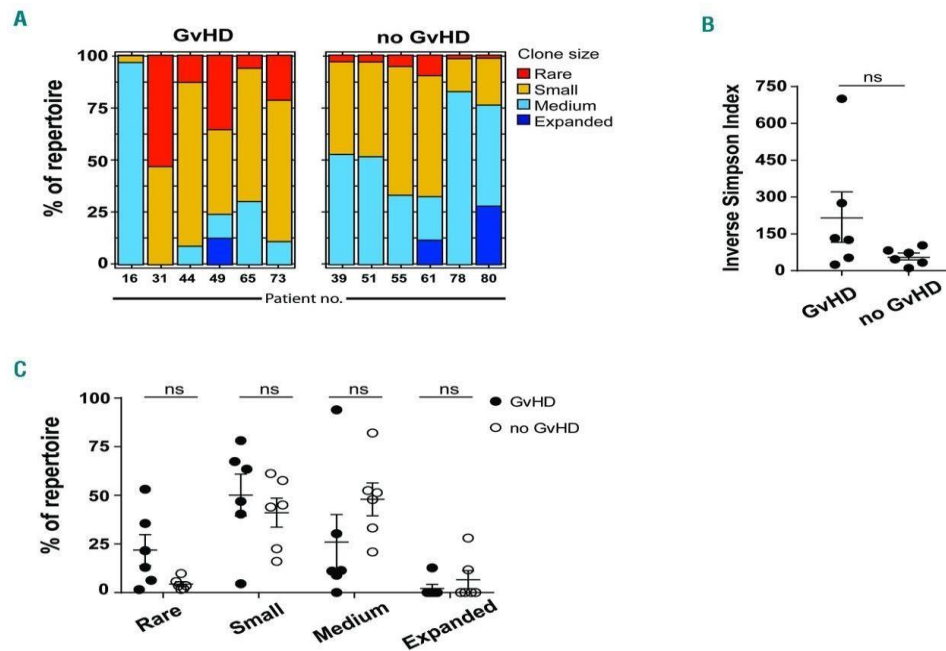 A
GvHD
no GvHD
Clone size
Rare
Small
Medium
Expanded
% of repertoire
100
75
50
25
0
16 31 44 49 65 73
39 51 55 61 78 80
Patient no.
B
ns
Inverse Simpson Index
750
600
450
300
150
0
GvHD
no GvHD
C
ns ns ns ns
GvHD
no GvHD
% of repertoire
100
75
50
25
0
Rare
Small
Medium
Expanded